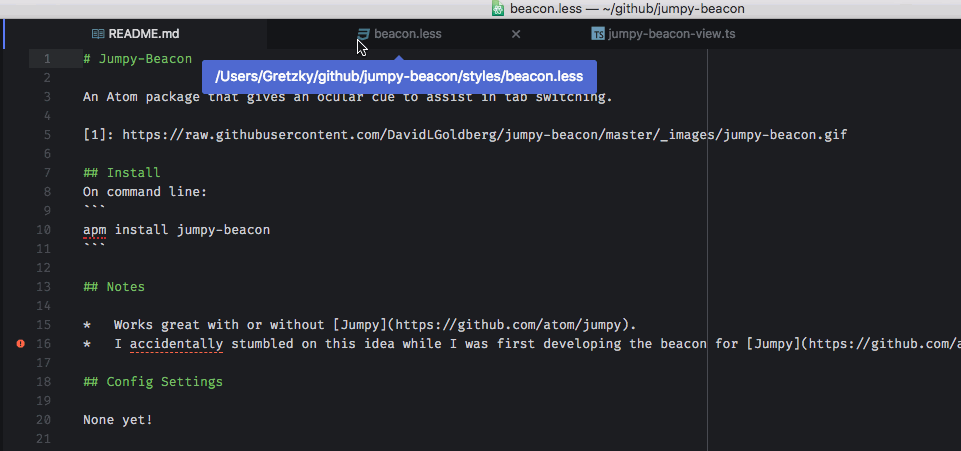 beacon.less — ~/github/jumpy-beacon
README.md
beacon.less
TS jumpy-beacon-view.ts
/Users/Gretzky/github/jumpy-beacon/styles/beacon.less
1 # Jumpy-Beacon
2
3 An Atom package that gives an ocular cue to assist in tab switching.
4
5 [1]: https://raw.githubusercontent.com/DavidLGoldberg/jumpy-beacon/master/_images/jumpy-beacon.gif
6
7 ## Install
8 On command line:
9 ```
10 apm install jumpy-beacon
11 ```
12
13 ## Notes
14
15 * Works great with or without [Jumpy](https://github.com/atom/jumpy).
16 * I accidentally stumbled on this idea while I was first developing the beacon for [Jumpy](https://github.com/a
17
18 ## Config Settings
19
20 None yet!
21